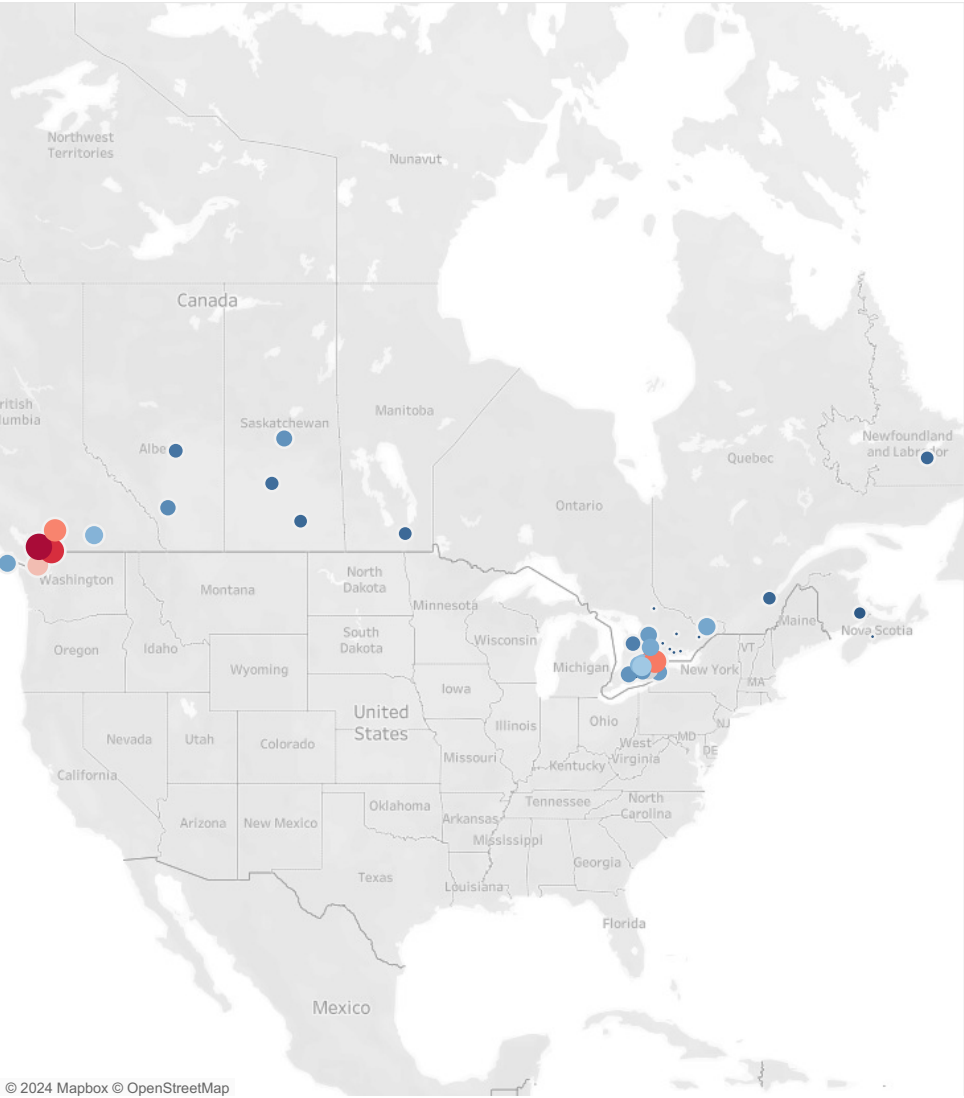 Northwest
Territories
Nunavut
Canada
ritish
lumbia
Albe
Saskatchewan
Manitoba
Ontario
Quebec
Newfoundland
and Labrador
Washington
Montana
North
Dakota
Minnesota
Oregon
Idaho
Wyoming
South
Dakota
Wisconsin
Michigan
Maine
Nova Scotia
VT
New York
MA
Iowa
Nevada
Utah
Colorado
United
States
Illinois
Ohio
NJ
MD
DE
West
Virginia
California
Missouri
Kentucky
Arizona
New Mexico
Oklahoma
Arkansas
Tennessee
North
Carolina
Mississippi
Georgia
Texas
Louisiana
Florida
Mexico
© 2024 Mapbox © OpenStreetMap